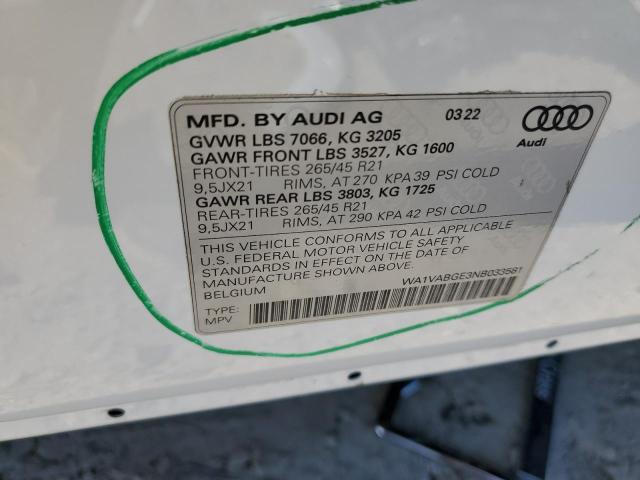 MFD. BY AUDI AG 03 22
GVWR LBS 7066, KG 3205
GAWR FRONT LBS 3527, KG 1600
FRONT-TIRES 265/45 R21
9,5JX21 RIMS, AT 270 KPA 39 PSI COLD
GAWR REAR LBS 3803, KG 1725
REAR-TIRES 265/45 R21
9,5JX21 RIMS, AT 290 KPA 42 PSI COLD
Audi
THIS VEHICLE CONFORMS TO ALL APPLICABLE
U.S. FEDERAL MOTOR VEHICLE SAFETY
STANDARDS IN EFFECT ON THE DATE OF
MANUFACTURE SHOWN ABOVE.
BELGIUM
WA1VABGE3NB033581
TYPE:
MPV